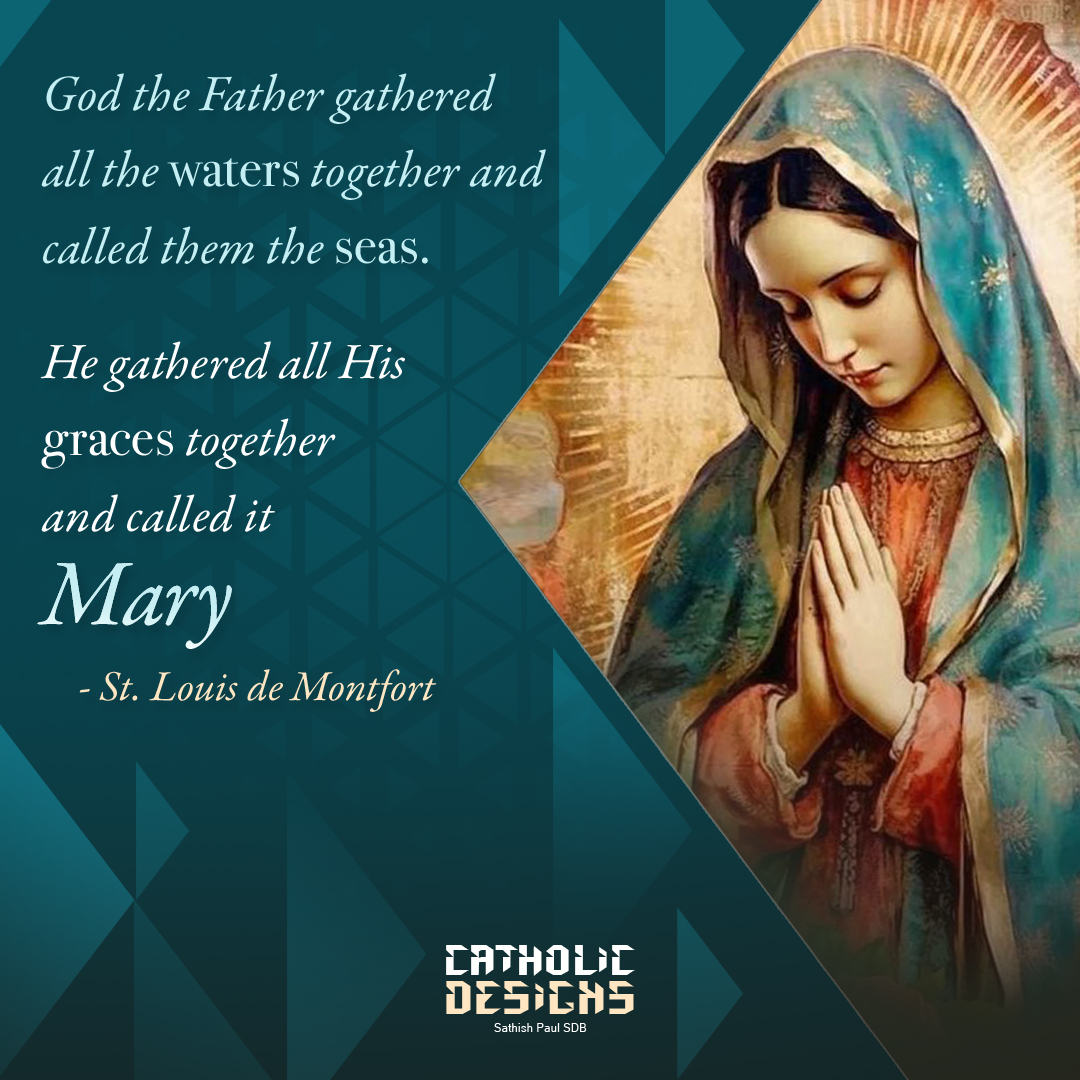 God the Father gathered
all the waters together and
called them the seas.
He gathered all His
graces together
and called it
Mary
- St. Louis de Montfort
CATHOLIC
DESIGNS
Sathish Paul SDB